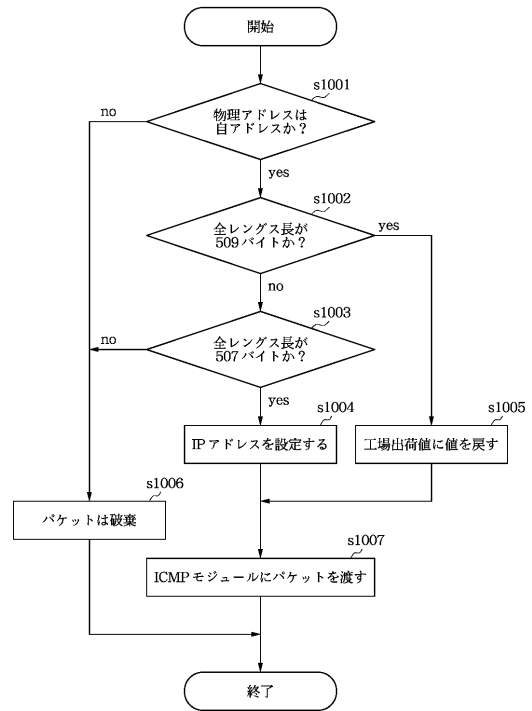 開始
s1001
物理アドレスは
自アドレスか？
no
yes
s1002
全レングス長が
509バイトか？
yes
no
s1003
全レングス長が
507バイトか？
no
yes
s1004
IPアドレスを設定する
s1005
工場出荷値に値を戻す
s1006
パケットは破棄
s1007
ICMPモジュールにパケットを渡す
終了